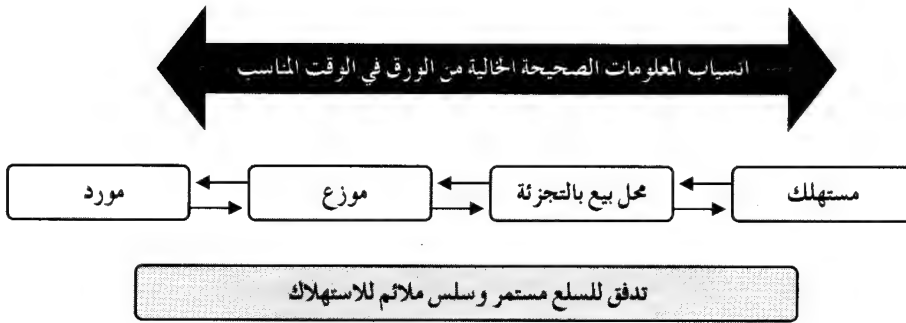 انسياب المعلومات الصحيحة الخالية من الورق في الوقت المناسب
مستهلك
محل بيع بالتجزئة
موزع
مورد
تدفق للسلع مستمر وسلس ملائم للاستهلاك